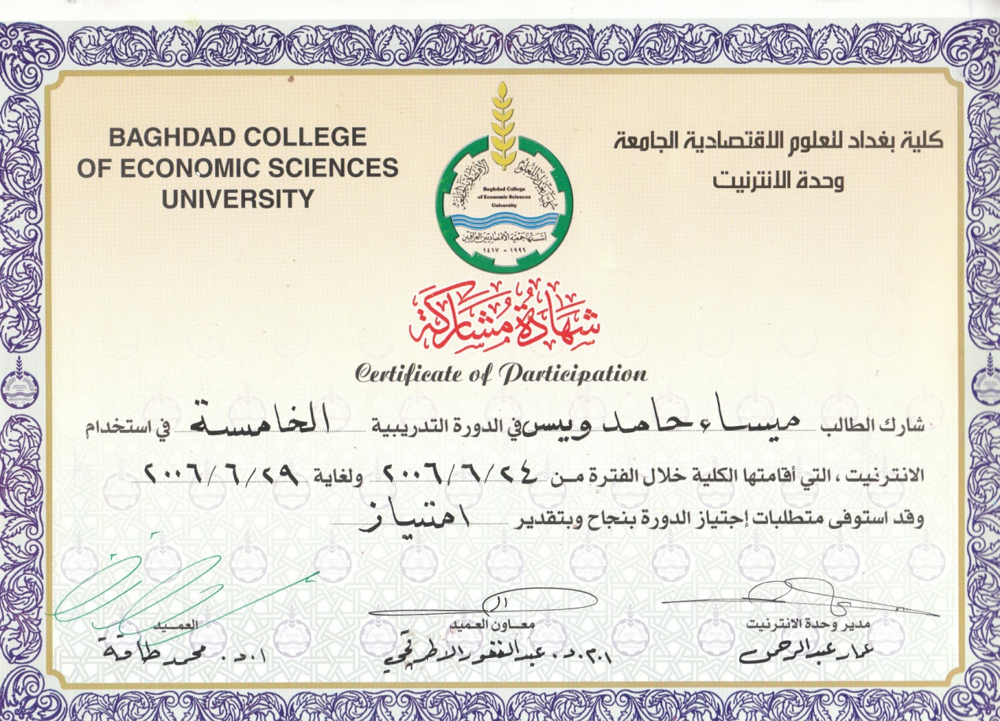 BAGHDAD COLLEGE
OF ECONOMIC SCIENCES
UNIVERSITY
كلية بغداد للعلوم الاقتصادية الجامعة
وحدة الانترنيت
كلية بغداد للعلوم الاقتصادية الجامعة
Baghdad College
of Economic Sciences
University
أسستها جمعية الاقتصاديين العراقيين
١٤١٧ - ١٩٩٦
شَهَادَةُ مُشَارَكَة
Certificate of Participation
شارك الطالب ميساء حامد ويس في الدورة التدريبية الخامسة في استخدام
الانترنيت ، التي أقامتها الكلية خلال الفترة من ٢٤/٦/٢٠٠٦ ولغاية ٢٩/٦/٢٠٠٦
وقد استوفى متطلبات إجتياز الدورة بنجاح وبتقدير امتياز
مدير وحدة الانترنيت
عمار عبدالرحمن
معاون العميد
ا.م.د. عبدالغفور الاطرقجي
العميد
ا.د. محمد طاقة